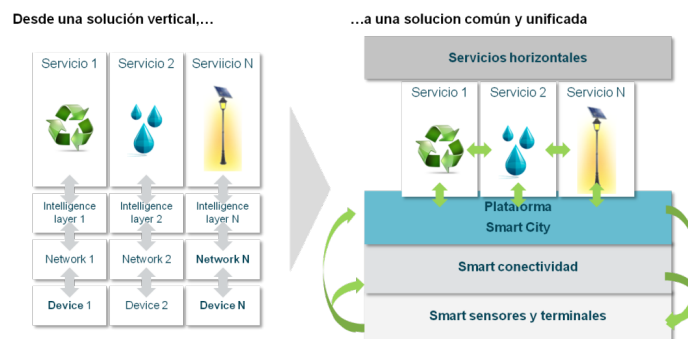 Desde una solución vertical,…
…a una solucion común y unificada
Servicio 1
Servicio 2
Serviicio N
Intelligence
layer 1
Intelligence
layer 2
Intelligence
layer N
Network 1
Network 2
Network N
Device 1
Device 2
Device N
Servicios horizontales
Servicio 1
Servicio 2
Servicio N
Plataforma
Smart City
Smart conectividad
Smart sensores y terminales